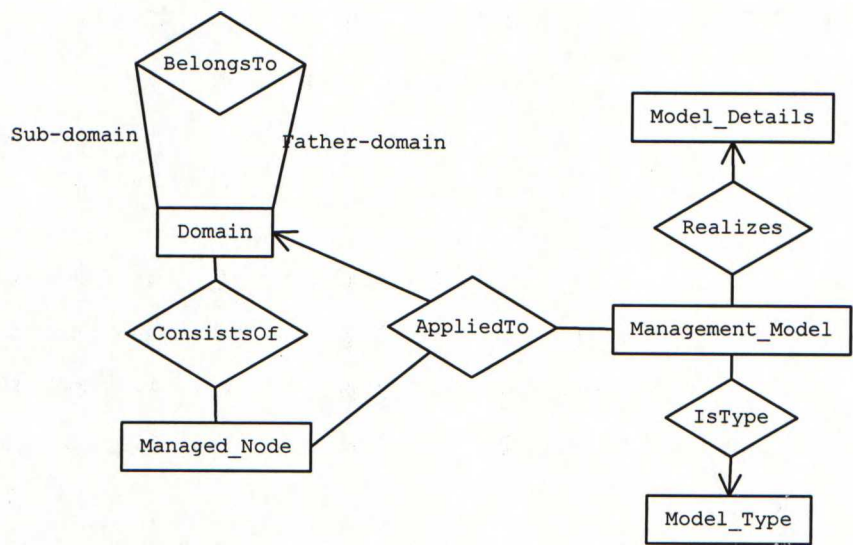 BelongsTo
Sub-domain
Father-domain
Model_Details
Domain
Realizes
ConsistsOf
AppliedTo
Management_Model
IsType
Managed_Node
Model_Type